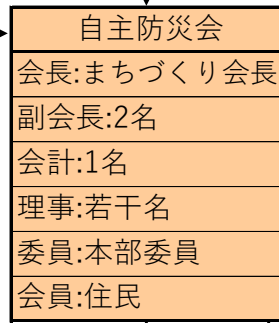 自主防災会
会長:まちづくり会長
副会長:2名
会計:1名
理事:若干名
委員:本部委員
会員:住民